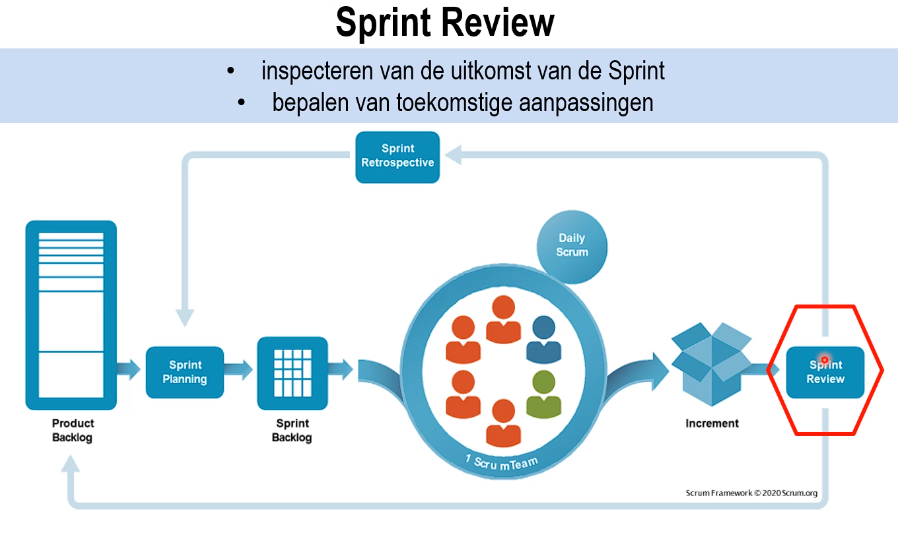 Sprint Review
• inspecteren van de uitkomst van de Sprint
• bepalen van toekomstige aanpassingen
Sprint
Retrospective
Daily
Scrum
Sprint
Planning
Sprint
Review
Product
Backlog
Sprint
Backlog
1 Scru mTeam
Increment
Scrum Framework © 2020 Scrum.org